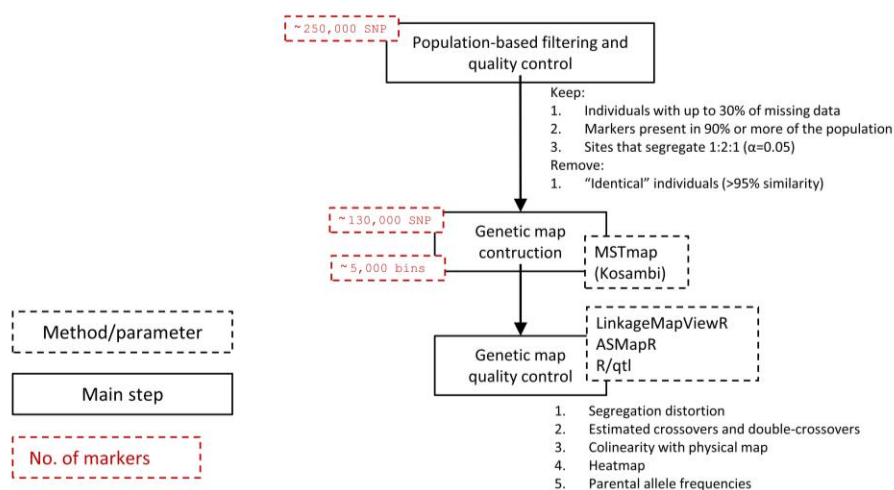 ~250,000 SNP
Population-based filtering and
quality control
Keep:
1. Individuals with up to 30% of missing data
2. Markers present in 90% or more of the population
3. Sites that segregate 1:2:1 (α=0.05)
Remove:
1. “Identical” individuals (>95% similarity)
~130,000 SNP
Genetic map
contruction
~5,000 bins
MSTmap
(Kosambi)
LinkageMapViewR
ASMapR
R/qtl
Genetic map
quality control
1. Segregation distortion
2. Estimated crossovers and double-crossovers
3. Colinearity with physical map
4. Heatmap
5. Parental allele frequencies
Method/parameter
Main step
No. of markers